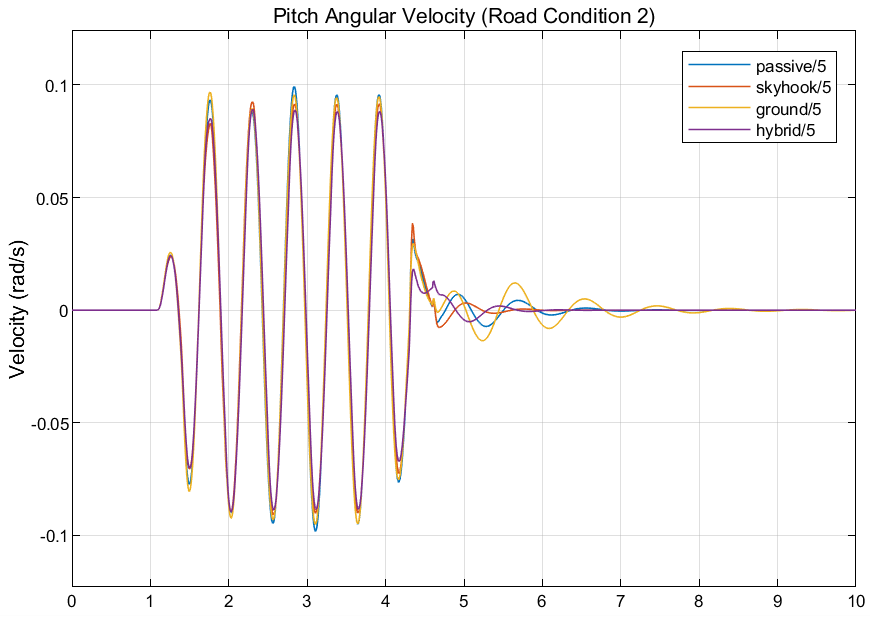 Pitch Angular Velocity (Road Condition 2)
passive/5
skyhook/5
ground/5
hybrid/5
Velocity (rad/s)
0.1
0.05
0
-0.05
-0.1
0 1 2 3 4 5 6 7 8 9 10